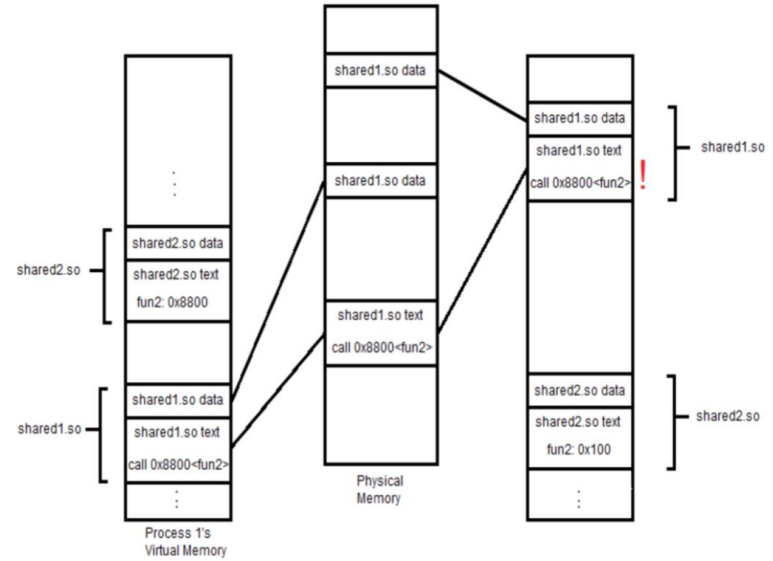 shared2.so
⋮
shared2.so data
shared2.so text
fun2: 0x8800
shared1.so
shared1.so data
shared1.so text
call 0x8800<fun2>
⋮
Process 1's
Virtual Memory
shared1.so data
shared1.so data
shared1.so text
call 0x8800<fun2>
Physical
Memory
shared1.so data
shared1.so text
call 0x8800<fun2>
!
shared1.so
shared2.so data
shared2.so text
fun2: 0x100
⋮
shared2.so